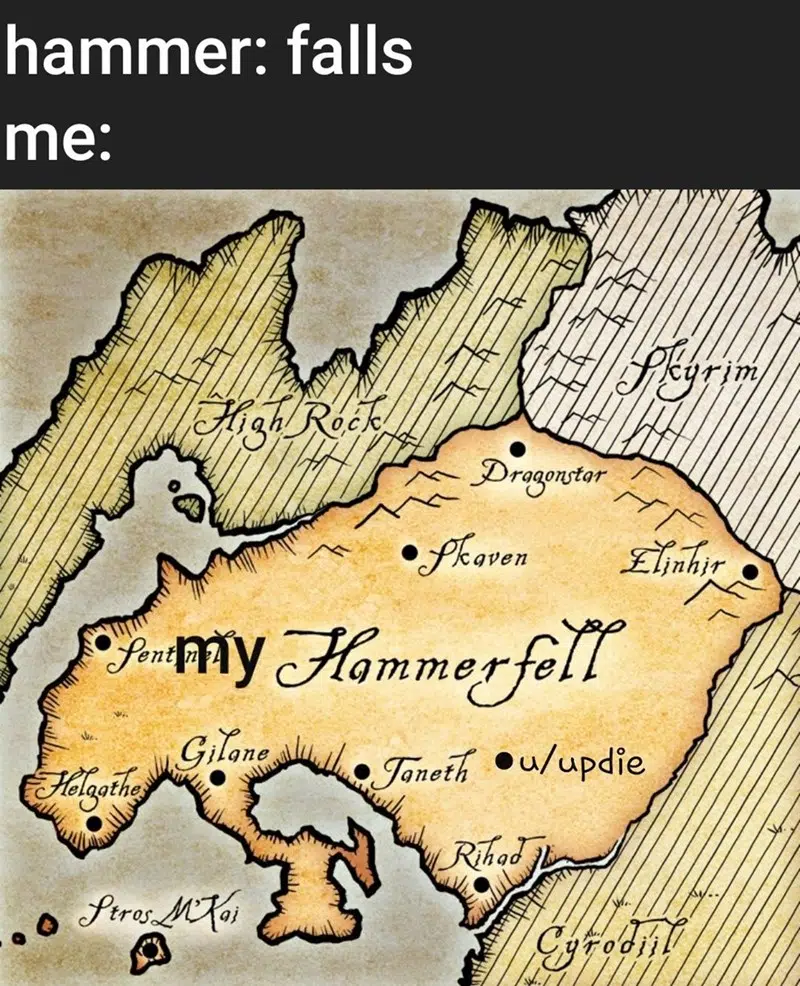 hammer: falls
me:
Skyrim
High Rock
Dragonstar
Skaven
Elinhir
Sentinel
my Hammerfell
Gilane
Taneth
u/updie
Helgathe
Rihad
Stros M'Kai
Cyrodiil